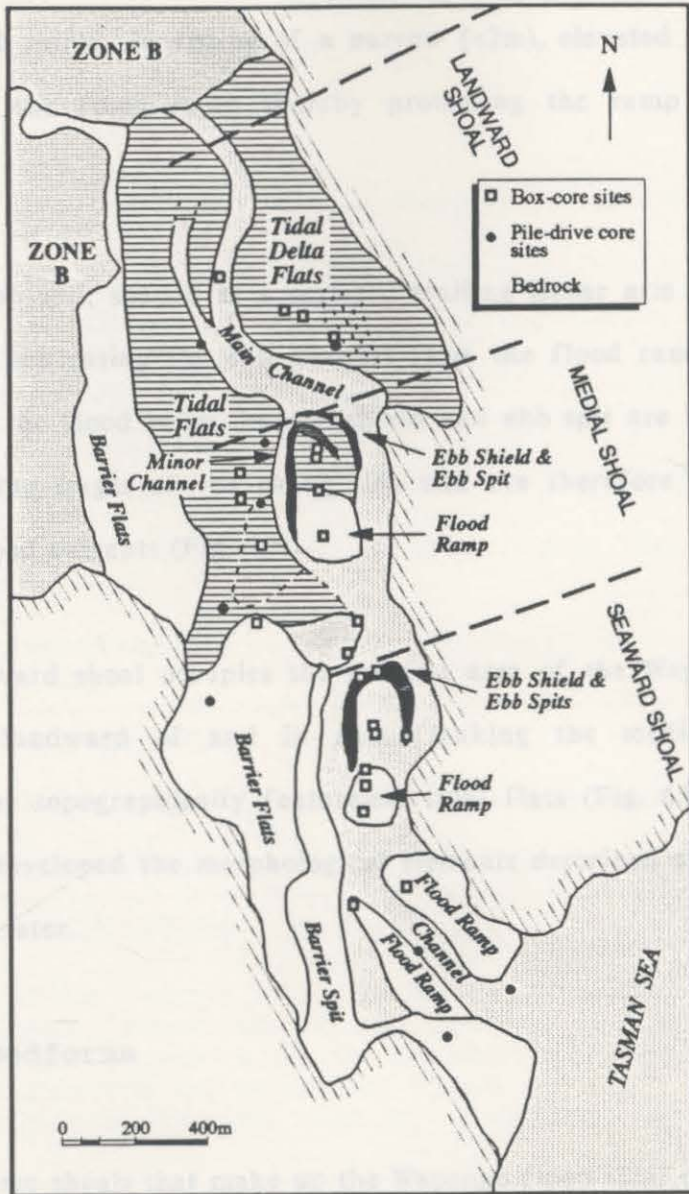 ZONE B
LANDWARD
SHOAL
N
Box-core sites
Pile-drive core
sites
Bedrock
ZONE
B
Tidal
Delta
Flats
Main
Channel
MEDIAL SHOAL
Tidal
Flats
Minor
Channel
Barrier Flats
Ebb Shield &
Ebb Spit
Flood
Ramp
SEAWARD SHOAL
Ebb Shield &
Ebb Spits
Flood
Ramp
Barrier Flats
Flood Ramp
Channel
Flood Ramp
Barrier Spit
TASMAN SEA
0 200 400m